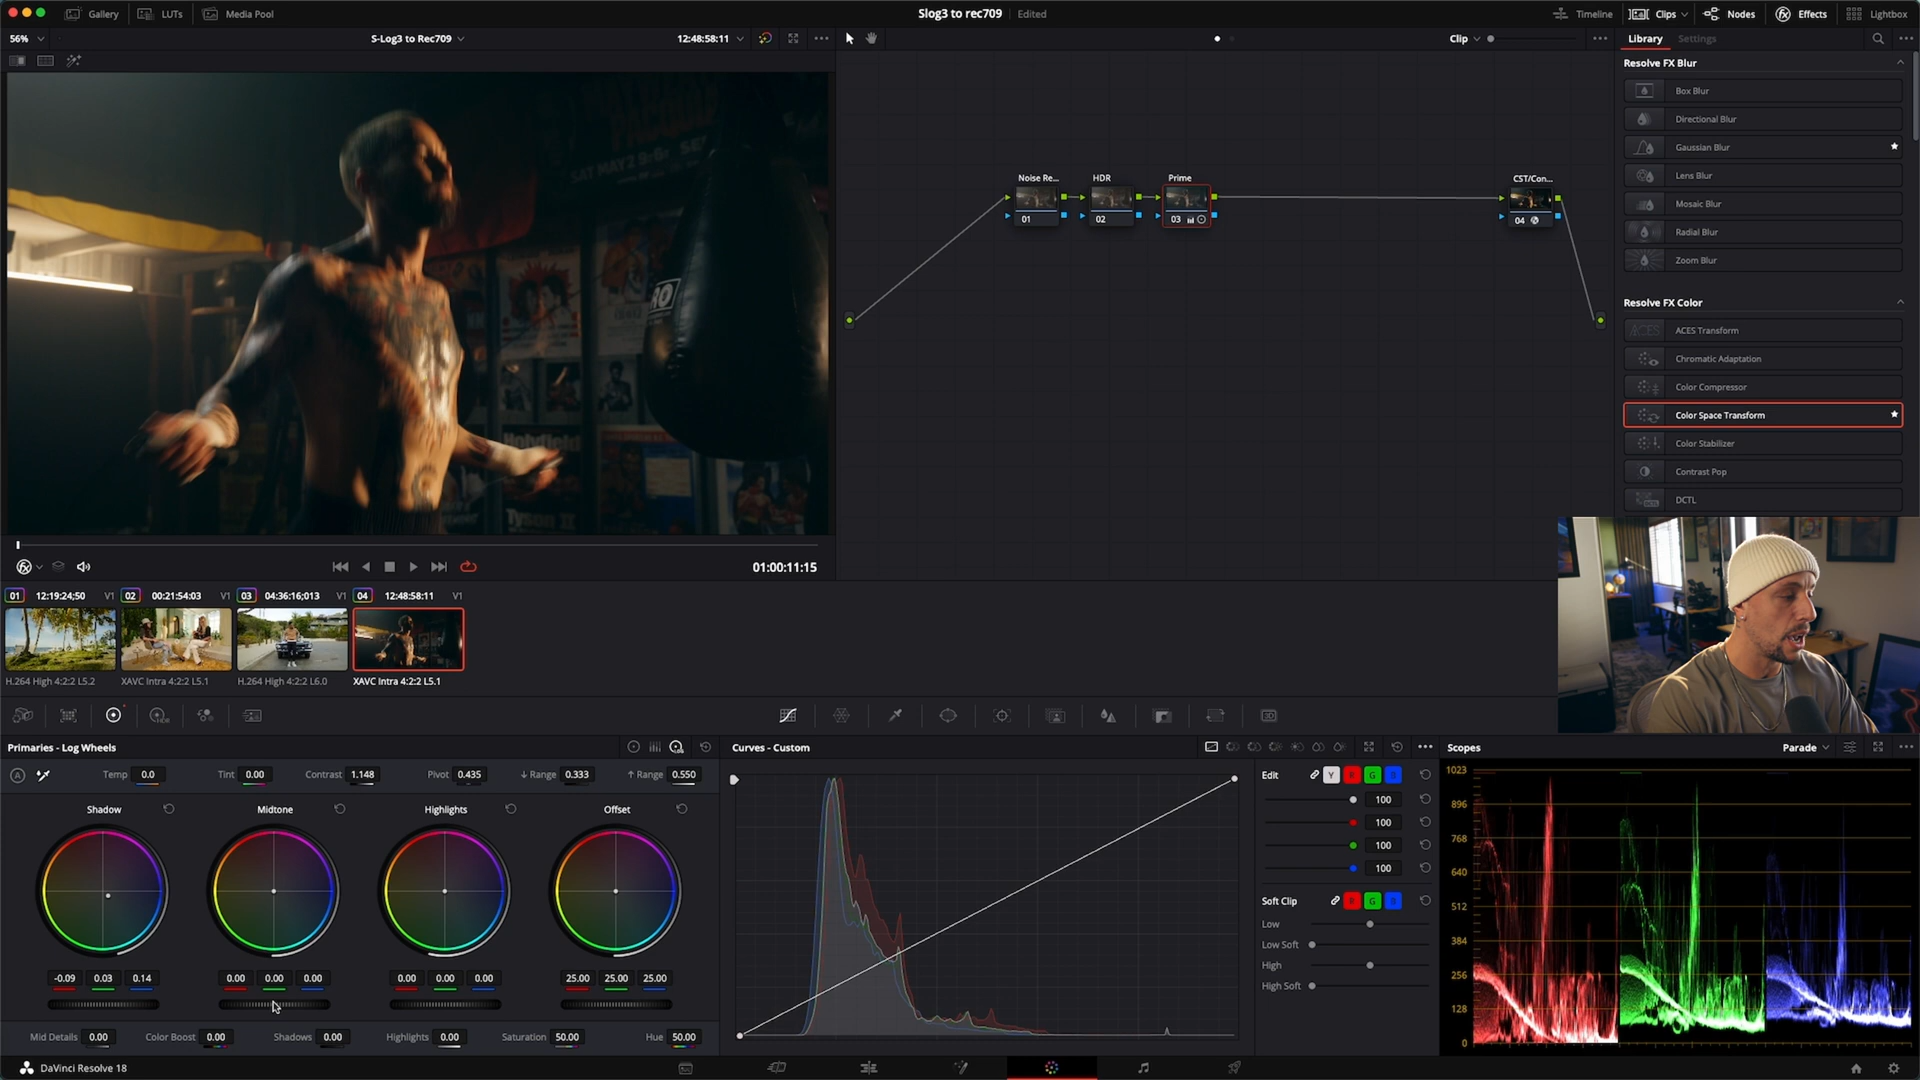 Gallery LUTs Media Pool Slog3 to rec709 Edited Timeline Clips Nodes Effects Lightbox
56% S-Log3 to Rec709 12:48:58:11 Clip Library Settings
Resolve FX Blur
Box Blur
Directional Blur
Gaussian Blur
Lens Blur
Mosaic Blur
Radial Blur
Zoom Blur
Resolve FX Color
ACES Transform
Chromatic Adaptation
Color Compressor
Color Space Transform
Color Stabilizer
Contrast Pop
DCTL
SAT MAY 2
Holyfield
Tyson II
Noise Re... HDR Prime CST/Con...
01 02 03 04
01:00:11:15
01 12:19:24;50 V1 02 00:21:54:03 V1 03 04:36:16;013 V1 04 12:48:58:11 V1
H.264 High 4:2:2 L5.2 XAVC Intra 4:2:2 L5.1 H.264 High 4:2:2 L6.0 XAVC Intra 4:2:2 L5.1
HDR
3D
Primaries - Log Wheels
A Temp 0.0 Tint 0.00 Contrast 1.148 Pivot 0.435 ↓ Range 0.333 ↑ Range 0.550
Shadow Midtone Highlights Offset
-0.09 0.03 0.14 0.00 0.00 0.00 0.00 0.00 0.00 25.00 25.00 25.00
Mid Details 0.00 Color Boost 0.00 Shadows 0.00 Highlights 0.00 Saturation 50.00 Hue 50.00
Curves - Custom
Edit Y R G B
100
100
100
100
Soft Clip R G B
Low
Low Soft
High
High Soft
Scopes Parade
1023
896
768
640
512
384
256
128
0
DaVinci Resolve 18